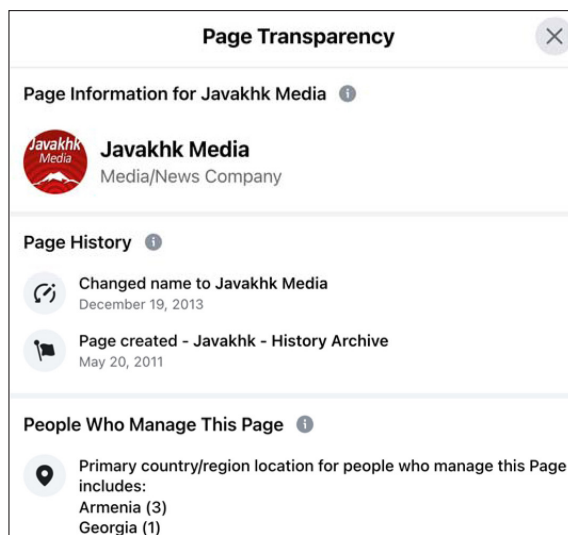 Page Transparency
Page Information for Javakhk Media
Javakhk
Media
Javakhk Media
Media/News Company
Page History
Changed name to Javakhk Media
December 19, 2013
Page created - Javakhk - History Archive
May 20, 2011
People Who Manage This Page
Primary country/region location for people who manage this Page
includes:
Armenia (3)
Georgia (1)